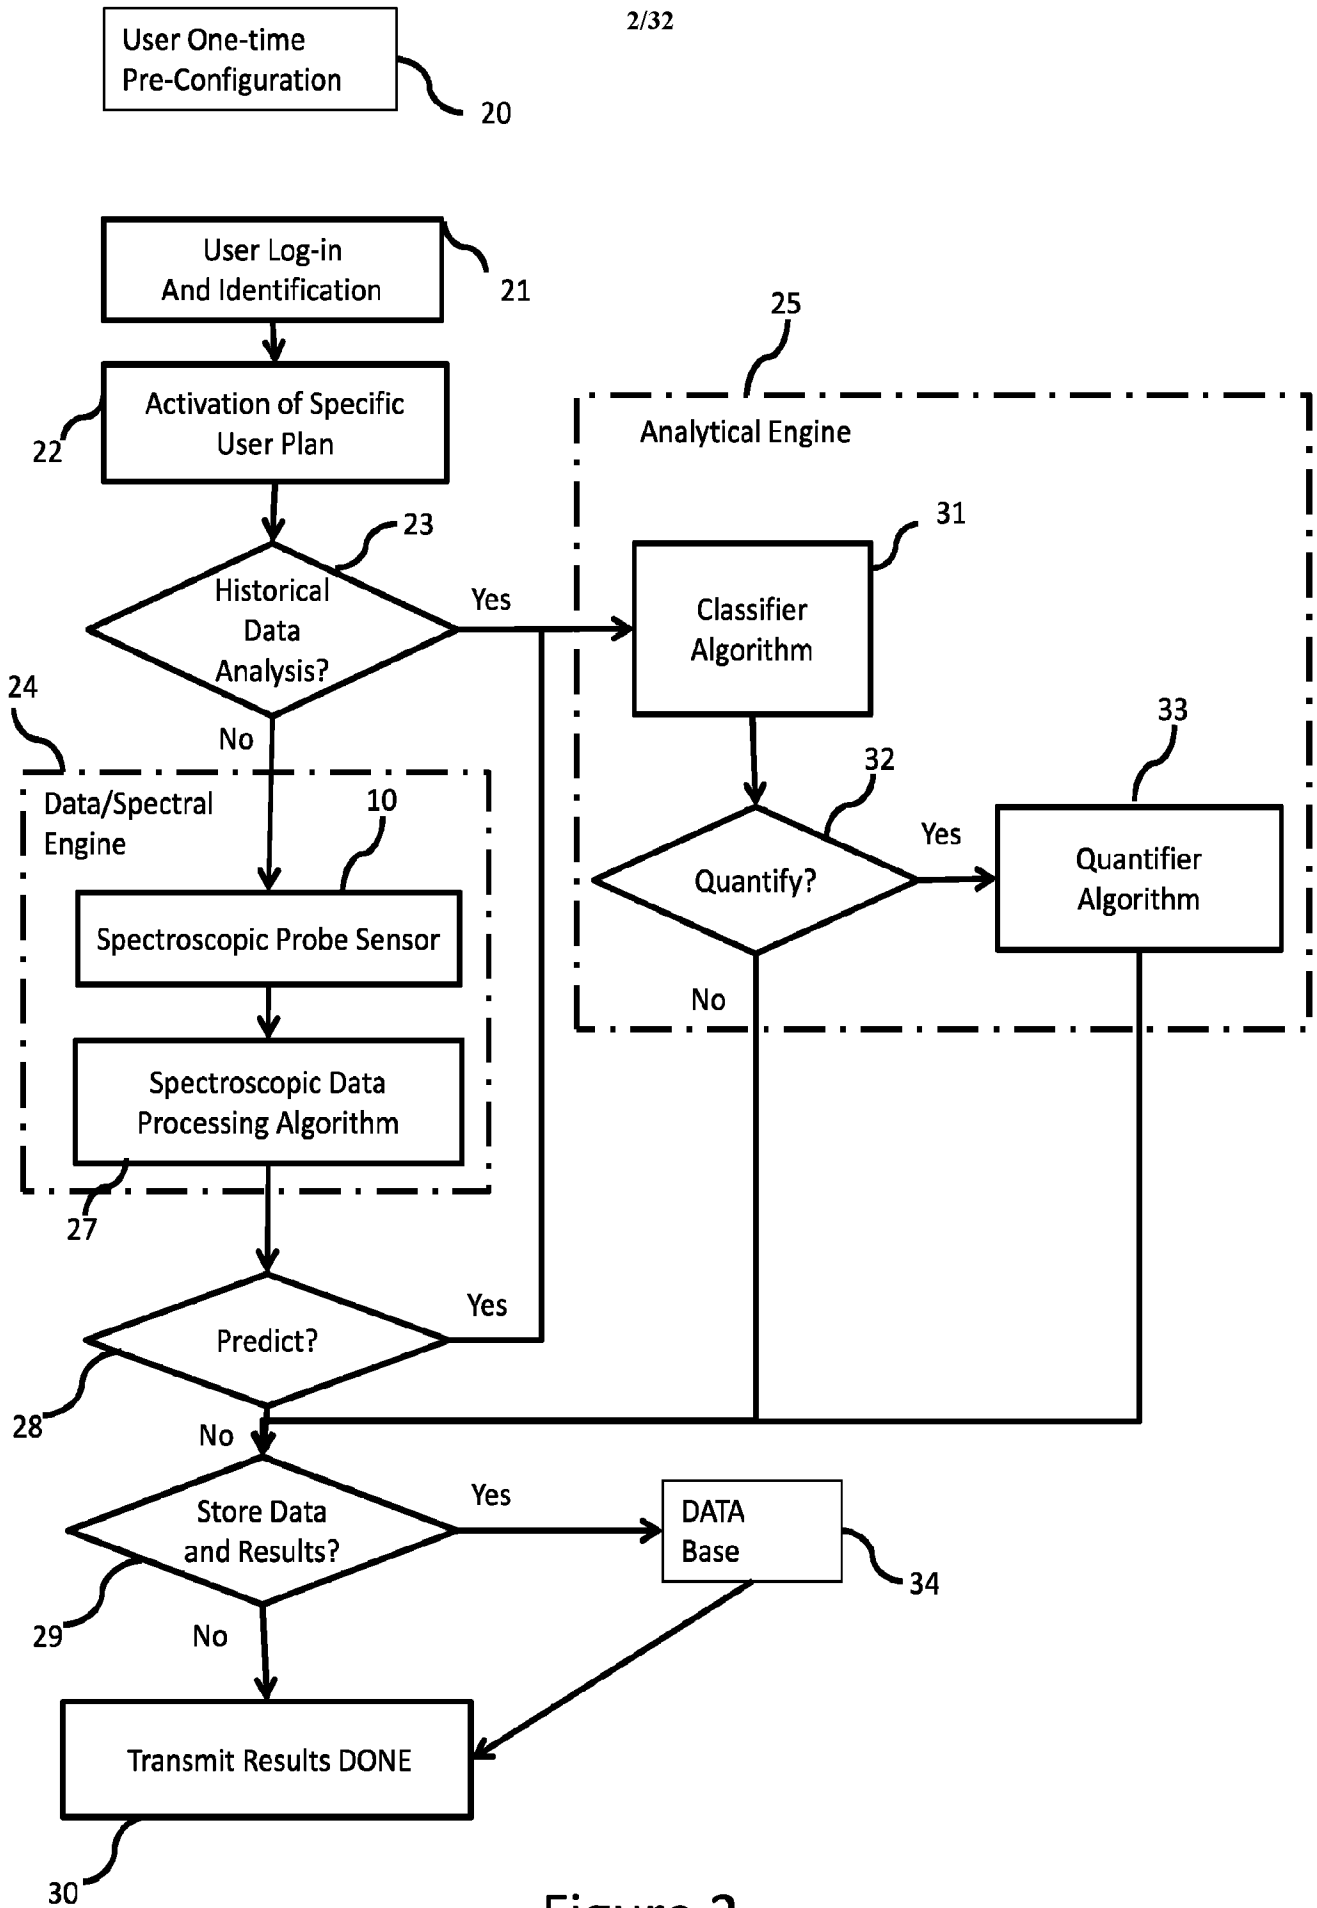 2/32
User One-time
Pre-Configuration
20
User Log-in
And Identification
21
25
Activation of Specific
User Plan
22
Analytical Engine
23
31
Historical
Data
Analysis?
Yes
Classifier
Algorithm
24
No
33
32
Data/Spectral
Engine
10
Yes
Quantify?
Quantifier
Algorithm
Spectroscopic Probe Sensor
No
Spectroscopic Data
Processing Algorithm
27
Yes
Predict?
28
No
Store Data
and Results?
Yes
DATA
Base
34
29
No
Transmit Results DONE
30
Figure 2